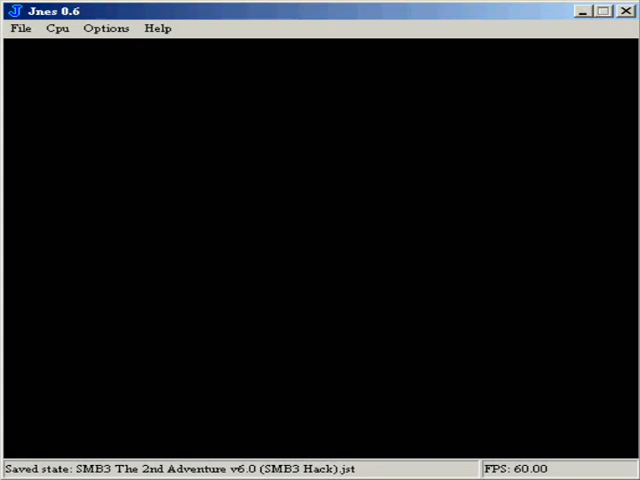 Jnes 0.6
File Cpu Options Help
Saved state: SMB3 The 2nd Adventure v6.0 (SMB3 Hack).jst FPS: 60.00